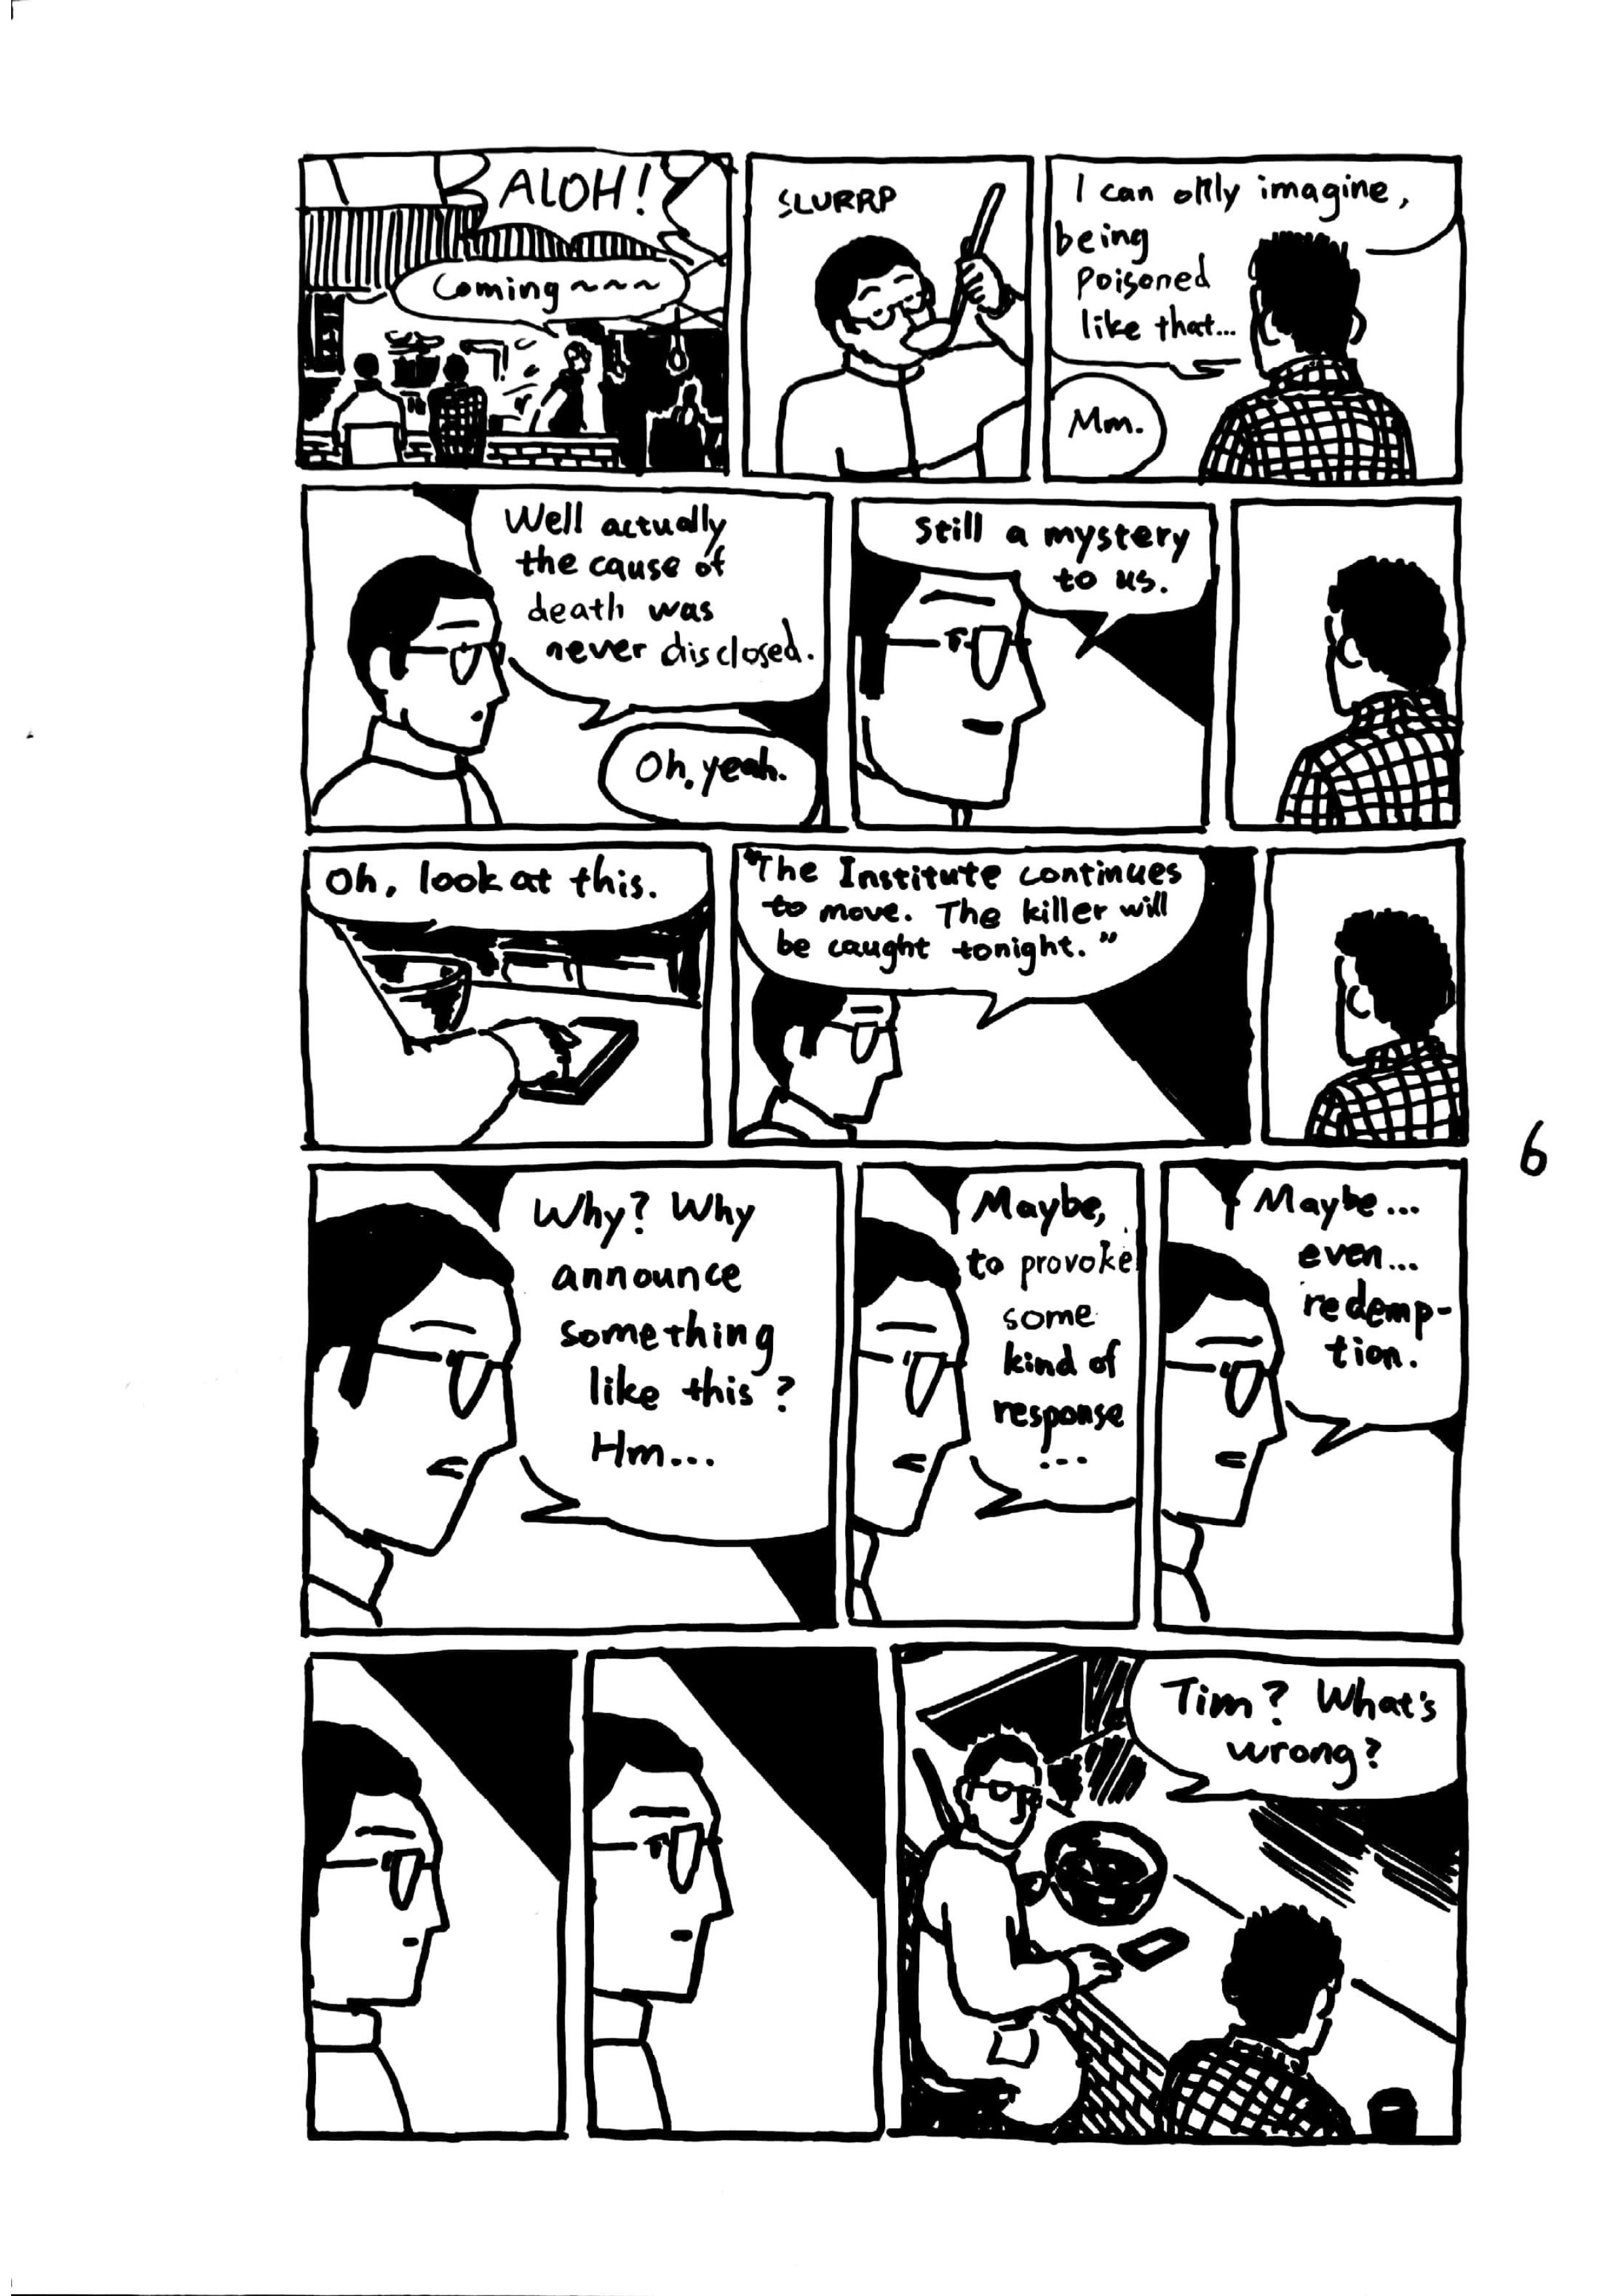 ALOH!
Coming~~~
SLURRP
I can only imagine,
being
poisoned
like that...
Mm.
Well actually
the cause of
death was
never disclosed.
Oh, yeah.
Still a mystery
to us.
Oh, look at this.
"The Institute continues
to move. The killer will
be caught tonight."
6
Why? Why
announce
something
like this?
Hm...
Maybe,
to provoke
some
kind of
response
...
Maybe...
even...
redemp-
tion.
Tim? What's
wrong?